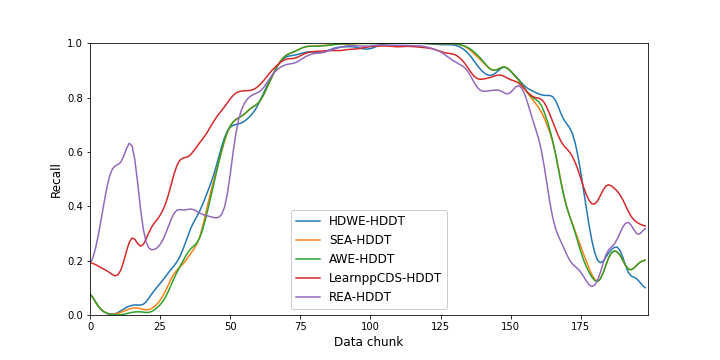 1.0
0.8
0.6
0.4
0.2
0.0
Recall
HDWE-HDDT
SEA-HDDT
AWE-HDDT
LearnppCDS-HDDT
REA-HDDT
0 25 50 75 100 125 150 175
Data chunk